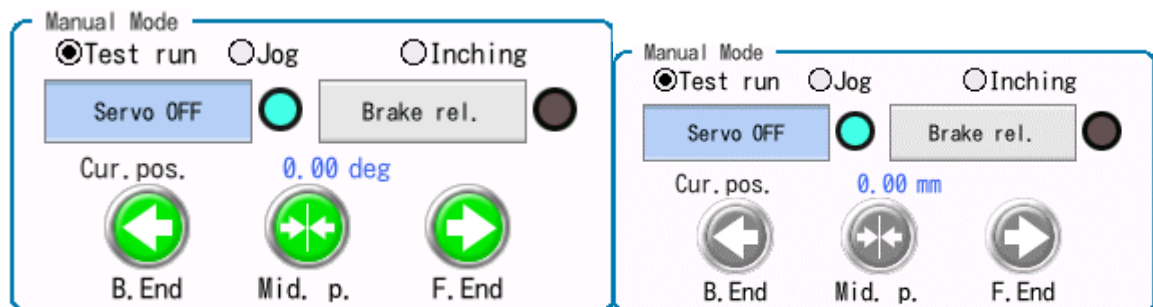 Manual Mode
Test run Jog Inching
Servo OFF Brake rel.
Cur.pos. 0.00 deg
B.End Mid. p. F.End
Manual Mode
Test run Jog Inching
Servo OFF Brake rel.
Cur.pos. 0.00 mm
B.End Mid. p. F.End